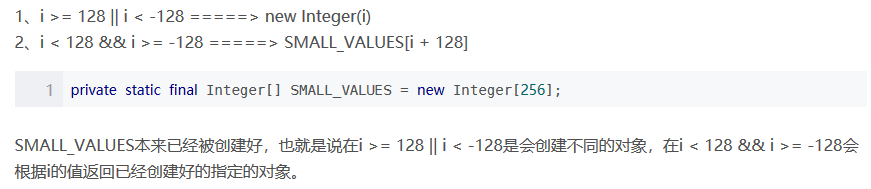 1、i >= 128 || i < -128 =====> new Integer(i)
2、i < 128 && i >= -128 =====> SMALL_VALUES[i + 128]
1 private static final Integer[] SMALL_VALUES = new Integer[256];
SMALL_VALUES本来已经被创建好，也就是说在i >= 128 || i < -128是会创建不同的对象，在i < 128 && i >= -128会
根据i的值返回已经创建好的指定的对象。